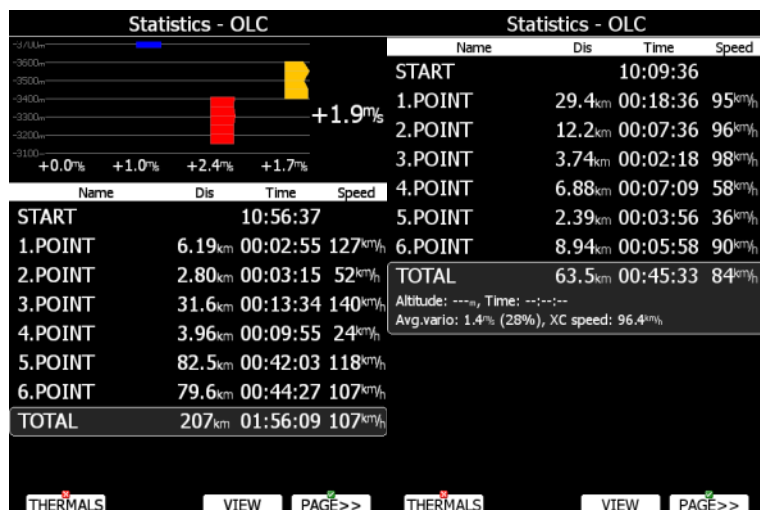 Statistics - OLC
-3700m
-3600m
-3500m
-3400m
-3300m
-3200m
-3100
+1.9m/s
+0.0m/s +1.0m/s +2.4m/s +1.7m/s
Name Dis Time Speed
START 10:56:37
1.POINT 6.19km 00:02:55 127km/h
2.POINT 2.80km 00:03:15 52km/h
3.POINT 31.6km 00:13:34 140km/h
4.POINT 3.96km 00:09:55 24km/h
5.POINT 82.5km 00:42:03 118km/h
6.POINT 79.6km 00:44:27 107km/h
TOTAL 207km 01:56:09 107km/h
THERMALS VIEW PAGE>>
Statistics - OLC
Name Dis Time Speed
START 10:09:36
1.POINT 29.4km 00:18:36 95km/h
2.POINT 12.2km 00:07:36 96km/h
3.POINT 3.74km 00:02:18 98km/h
4.POINT 6.88km 00:07:09 58km/h
5.POINT 2.39km 00:03:56 36km/h
6.POINT 8.94km 00:05:58 90km/h
TOTAL 63.5km 00:45:33 84km/h
Altitude: ---m, Time: --:--:--
Avg.vario: 1.4m/s (28%), XC speed: 96.4km/h
THERMALS VIEW PAGE>>